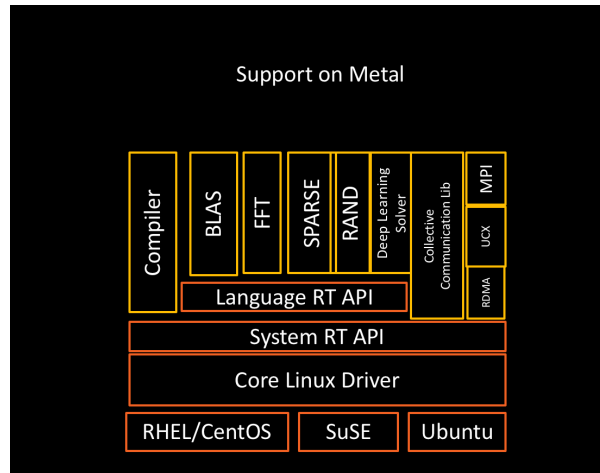 Support on Metal
Compiler
BLAS
FFT
SPARSE
RAND
Deep Learning
Solver
Collective
Communication Lib
MPI
UCX
RDMA
Language RT API
System RT API
Core Linux Driver
RHEL/CentOS
SuSE
Ubuntu